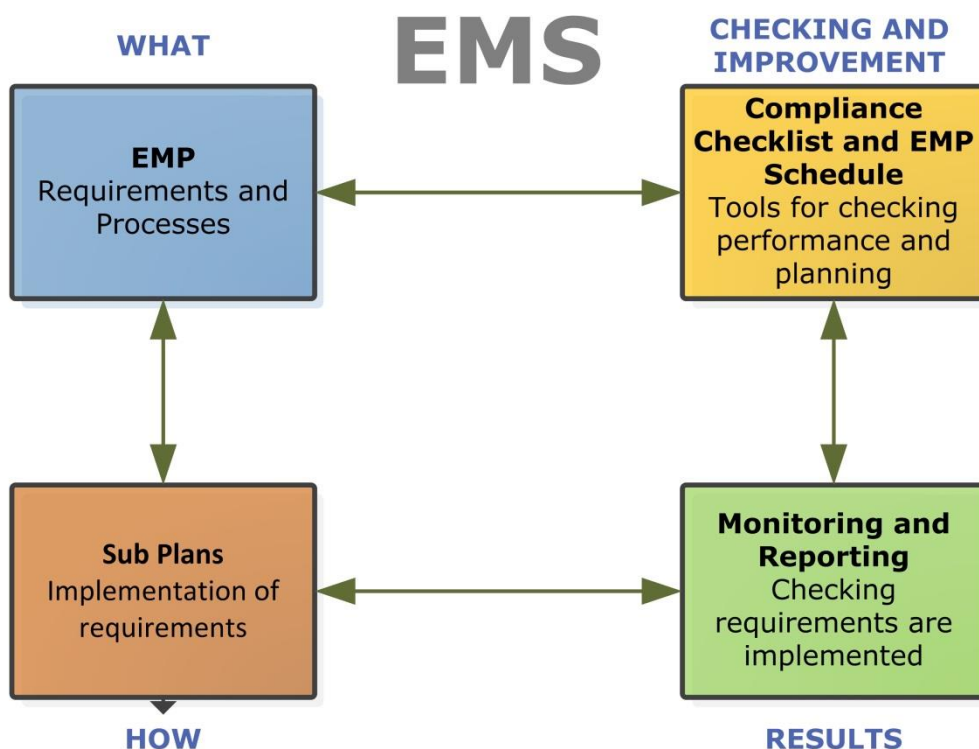 WHAT
EMS
CHECKING AND
IMPROVEMENT
EMP
Requirements and
Processes
Compliance
Checklist and EMP
Schedule
Tools for checking
performance and
planning
Sub Plans
Implementation of
requirements
Monitoring and
Reporting
Checking
requirements are
implemented
HOW
RESULTS